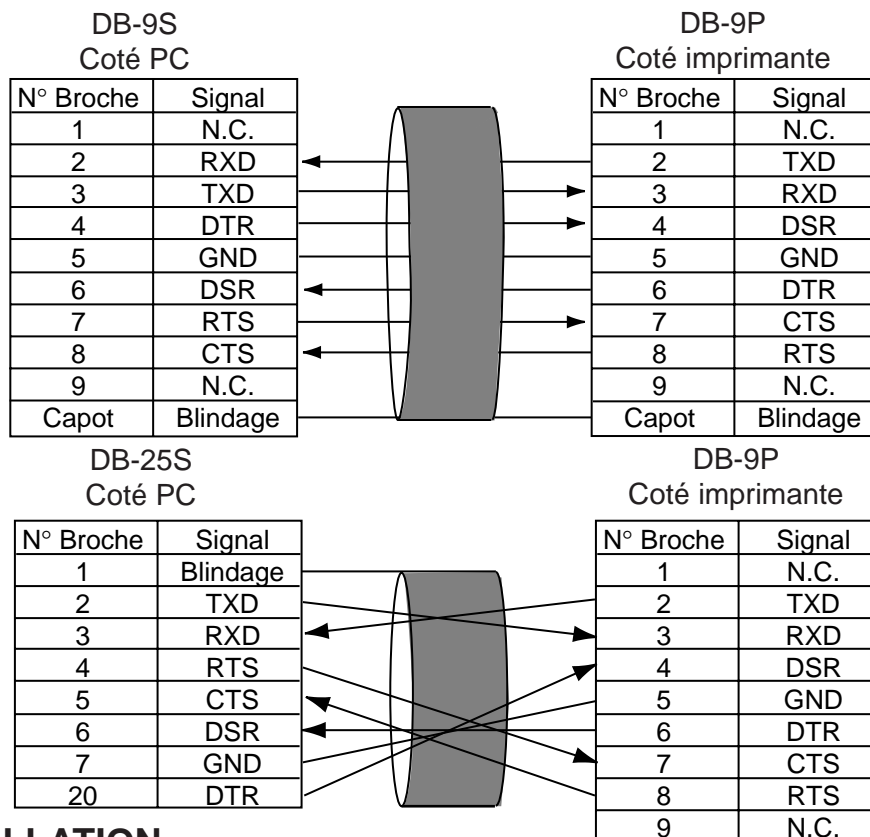 DB-9S
Coté PC
N° Broche Signal
1 N.C.
2 RXD
3 TXD
4 DTR
5 GND
6 DSR
7 RTS
8 CTS
9 N.C.
Capot Blindage
DB-9P
Coté imprimante
N° Broche Signal
1 N.C.
2 TXD
3 RXD
4 DSR
5 GND
6 DTR
7 CTS
8 RTS
9 N.C.
Capot Blindage
DB-25S
Coté PC
N° Broche Signal
1 Blindage
2 TXD
3 RXD
4 RTS
5 CTS
6 DSR
7 GND
20 DTR
DB-9P
Coté imprimante
N° Broche Signal
1 N.C.
2 TXD
3 RXD
4 DSR
5 GND
6 DTR
7 CTS
8 RTS
9 N.C.